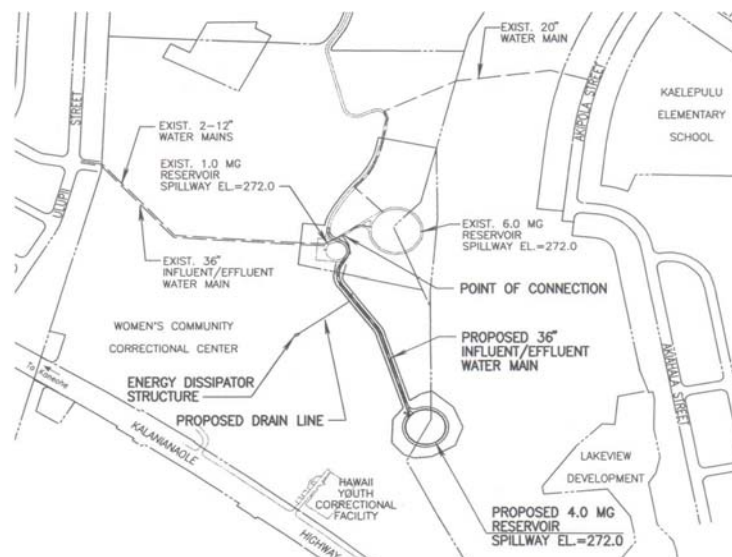 EXIST. 20"
WATER MAIN
STREET
AKIPOLA STREET
KAELEPULU
ELEMENTARY
SCHOOL
EXIST. 2-12"
WATER MAINS
EXIST. 1.0 MG
RESERVOIR
SPILLWAY EL.=272.0
ULUPII
EXIST. 6.0 MG
RESERVOIR
SPILLWAY EL.=272.0
EXIST. 36"
INFLUENT/EFFLUENT
WATER MAIN
POINT OF CONNECTION
WOMEN'S COMMUNITY
CORRECTIONAL CENTER
PROPOSED 36"
INFLUENT/EFFLUENT
WATER MAIN
AKIAHALA STREET
To Kaneohe
ENERGY DISSIPATOR
STRUCTURE
PROPOSED DRAIN LINE
KALANIANAOLE
HIGHWAY
HAWAII
YOUTH
CORRECTIONAL
FACILITY
LAKEVIEW
DEVELOPMENT
PROPOSED 4.0 MG
RESERVOIR
SPILLWAY EL.=272.0